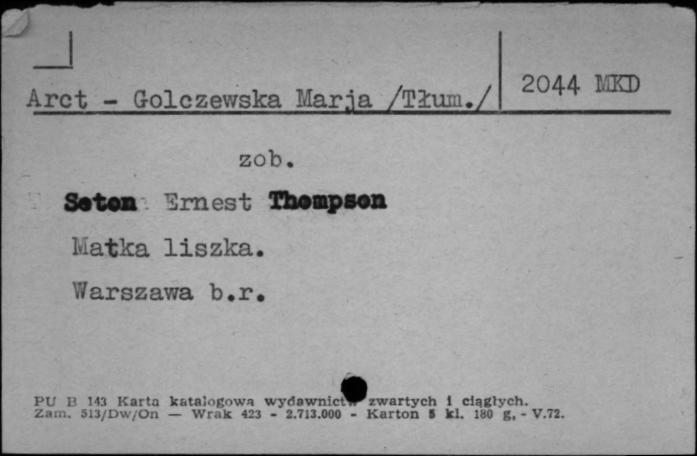 Arct - Golczewska Marja /Tłum./ 2044 MKD
zob.
Seton Ernest Thompson
Matka liszka.
Warszawa b.r.
PU B 143 Karta katalogowa wydawnictw zwartych i ciągłych.
Zam. 513/Dw/On — Wrak 423 - 2.713.000 - Karton 5 kl. 180 g. - V.72.